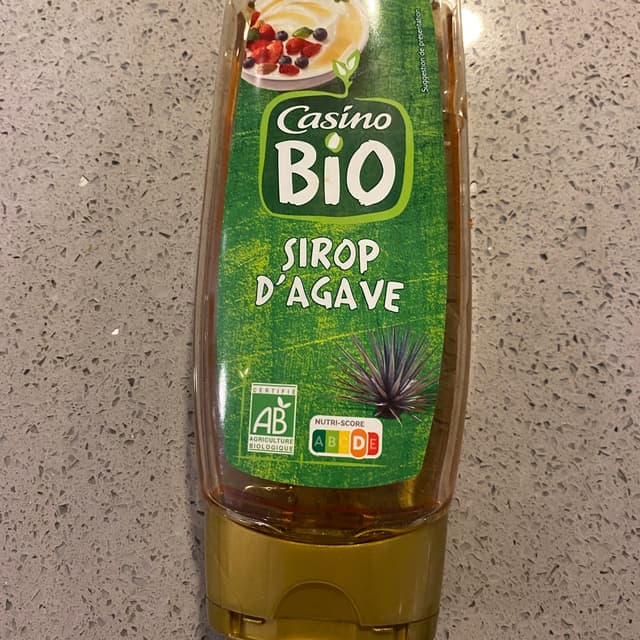 Suggestion de présentation
Casino
BiO
SIROP
D'AGAVE
CERTIFIÉ
AB
AGRICULTURE
BIOLOGIQUE
NUTRI-SCORE
A B C D E